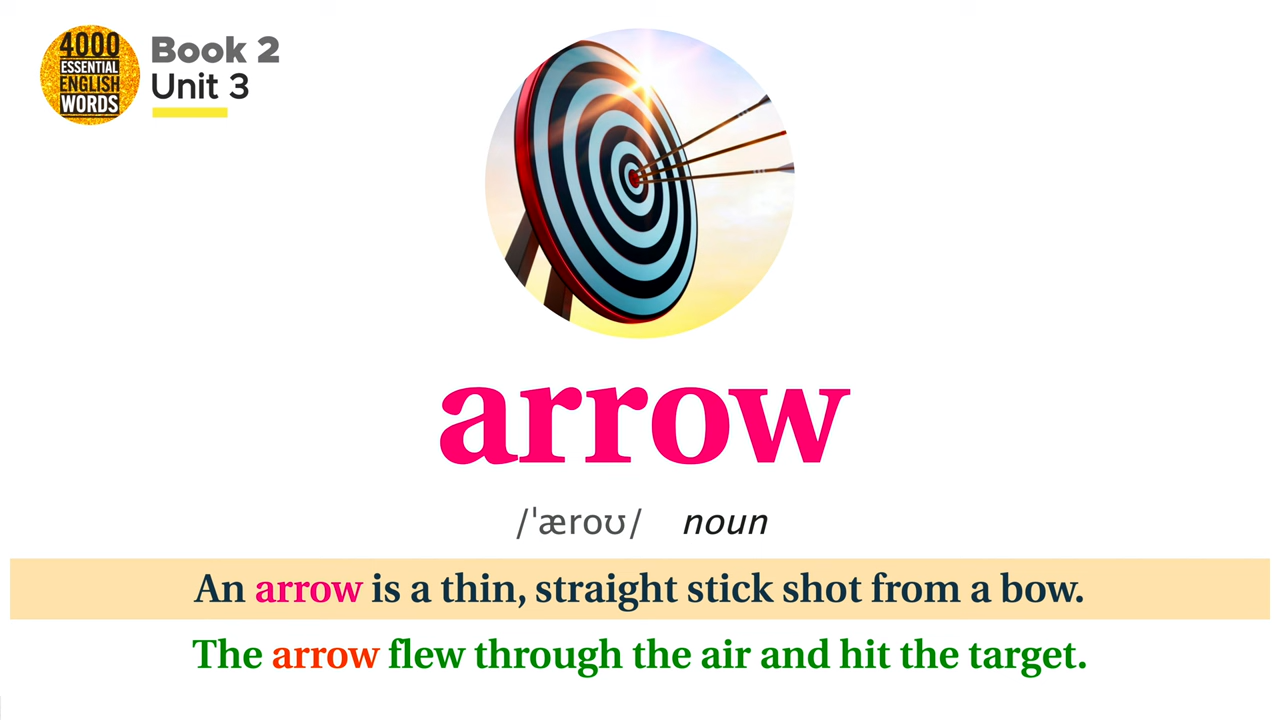 4000
ESSENTIAL
ENGLISH
WORDS
Book 2
Unit 3
arrow
/ˈæroʊ/ noun
An arrow is a thin, straight stick shot from a bow.
The arrow flew through the air and hit the target.